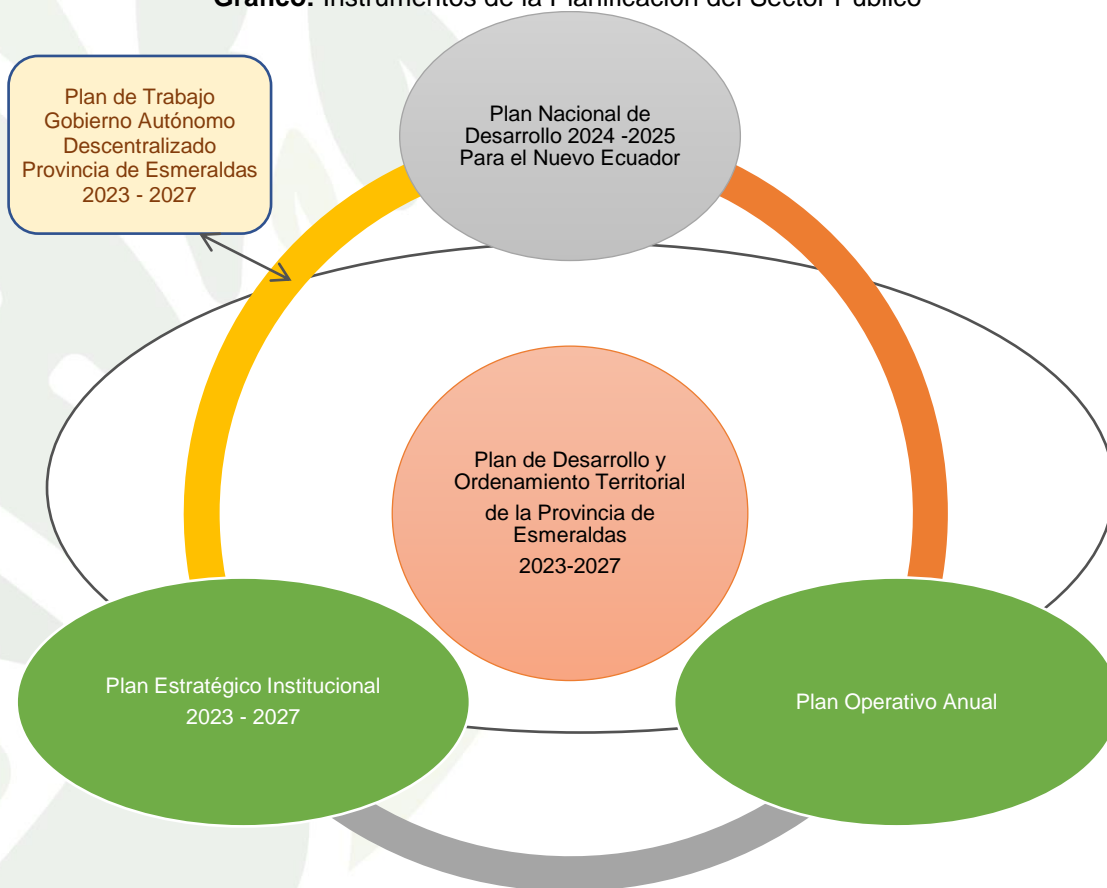 Gráfico: Instrumentos de la Planificación del Sector Público
Plan de Trabajo
Gobierno Autónomo
Descentralizado
Provincia de Esmeraldas
2023 - 2027
Plan Nacional de
Desarrollo 2024 -2025
Para el Nuevo Ecuador
Plan de Desarrollo y
Ordenamiento Territorial
de la Provincia de
Esmeraldas
2023-2027
Plan Estratégico Institucional
2023 - 2027
Plan Operativo Anual